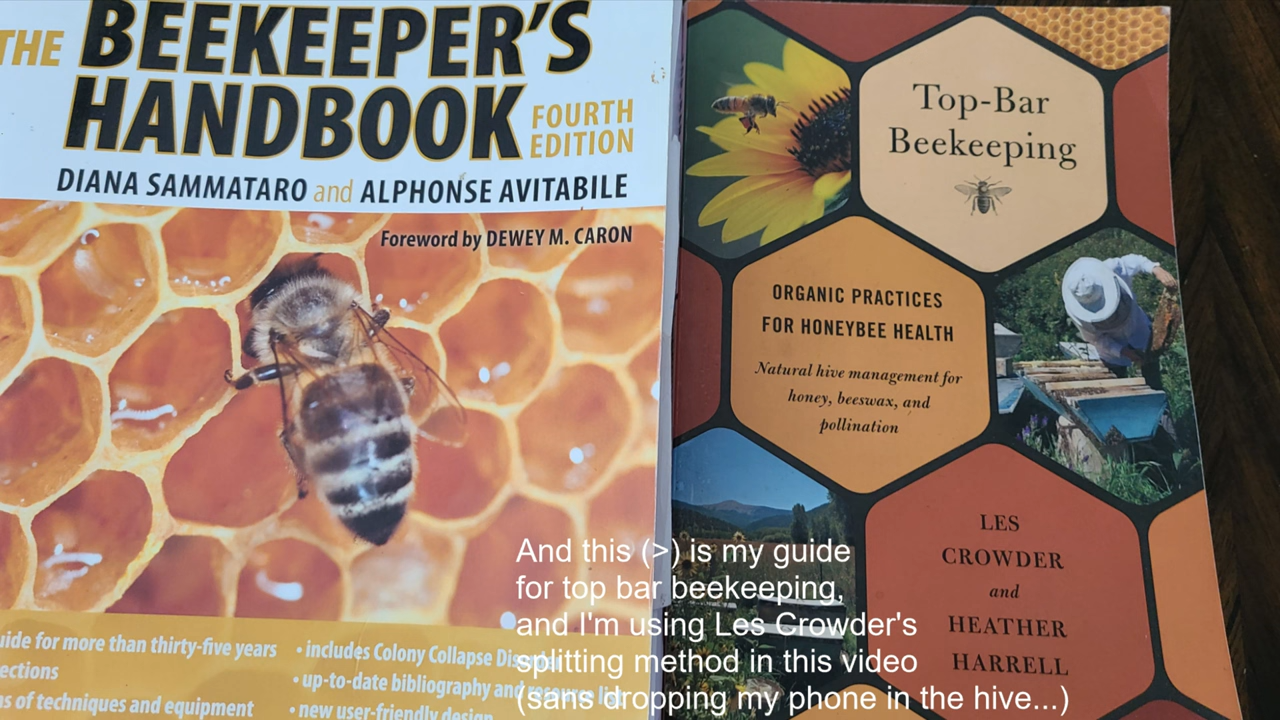 THE BEEKEEPER'S
HANDBOOK
FOURTH
EDITION
DIANA SAMMATARO and ALPHONSE AVITABILE
Foreword by DEWEY M. CARON
for more than thirty-five years
of techniques and equipment
• includes Colony Collapse
• up-to-date bibliography and
• new user-friendly design
Top-Bar
Beekeeping
ORGANIC PRACTICES
FOR HONEYBEE HEALTH
Natural hive management for
honey, beeswax, and
pollination
LES
CROWDER
and
HEATHER
HARRELL
And this (>) is my guide
for top bar beekeeping,
and I'm using Les Crowder's
splitting method in this video
(sans dropping my phone in the hive...)